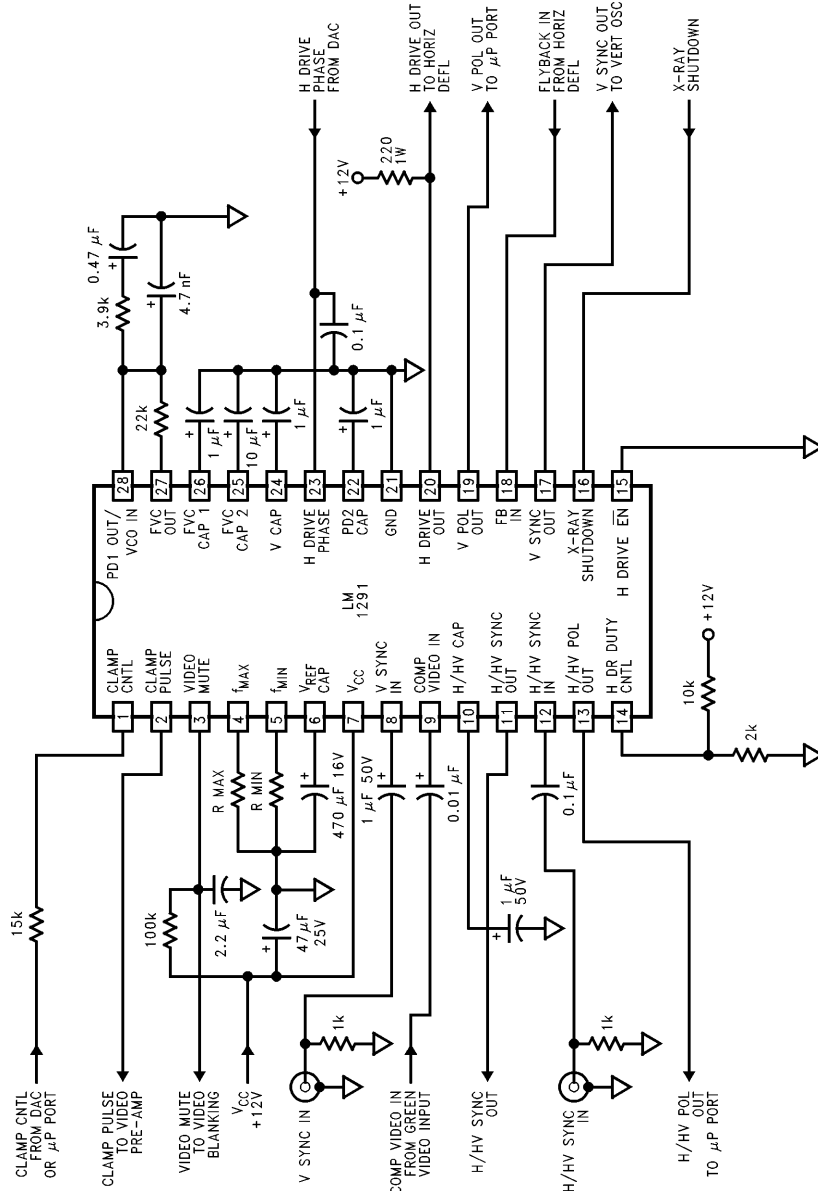 CLAMP CNTL
FROM DAC
OR μP PORT
CLAMP PULSE
TO VIDEO
PRE-AMP
VIDEO MUTE
TO VIDEO
BLANKING
VCC
+12V
V SYNC IN
COMP VIDEO IN
FROM GREEN
VIDEO INPUT
H/HV SYNC
OUT
H/HV SYNC
IN
H/HV POL
OUT
TO μP PORT
15k
100k
2.2 μF
47 μF
25V
1k
R MAX
R MIN
470 μF 16V
1 μF 50V
0.01 μF
1 μF
50V
0.1 μF
1k
10k
+12V
2k
1
2
3
4
5
6
7
8
9
10
11
12
13
14
CLAMP
CNTL
CLAMP
PULSE
VIDEO
MUTE
fMAX
fMIN
VREF
CAP
VCC
V SYNC
IN
COMP
VIDEO IN
H/HV CAP
H/HV SYNC
OUT
H/HV SYNC
IN
H/HV POL
OUT
H DR DUTY
CNTL
LM
1291
PD1 OUT/
VCO IN
FVC
OUT
FVC
CAP 1
FVC
CAP 2
V CAP
H DRIVE
PHASE
PD2
CAP
GND
H DRIVE
OUT
V POL
OUT
FB
IN
V SYNC
OUT
X-RAY
SHUTDOWN
H DRIVE E̅N̅
28
27
26
25
24
23
22
21
20
19
18
17
16
15
22k
3.9k
0.47 μF
4.7 nF
1 μF
10 μF
1 μF
1 μF
0.1 μF
+12V
220
1W
H DRIVE
PHASE
FROM DAC
H DRIVE OUT
TO HORIZ
DEFL
V POL OUT
TO μP PORT
FLYBACK IN
FROM HORIZ
DEFL
V SYNC OUT
TO VERT OSC
X-RAY
SHUTDOWN